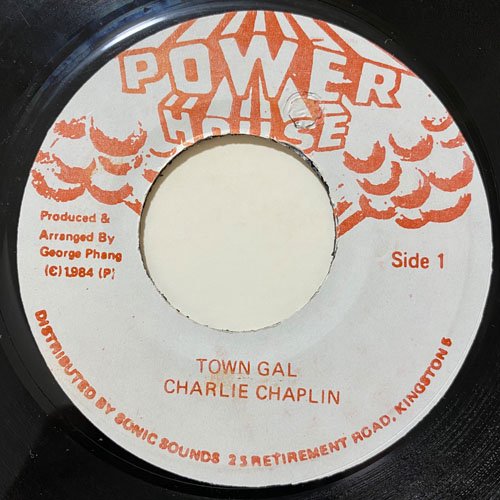 POWER
HOUSE
Produced &
Arranged By
George Phang
(C) 1984 (P)
Side 1
TOWN GAL
CHARLIE CHAPLIN
DISTRIBUTED BY SONIC SOUNDS 25 RETIREMENT ROAD, KINGSTON 5